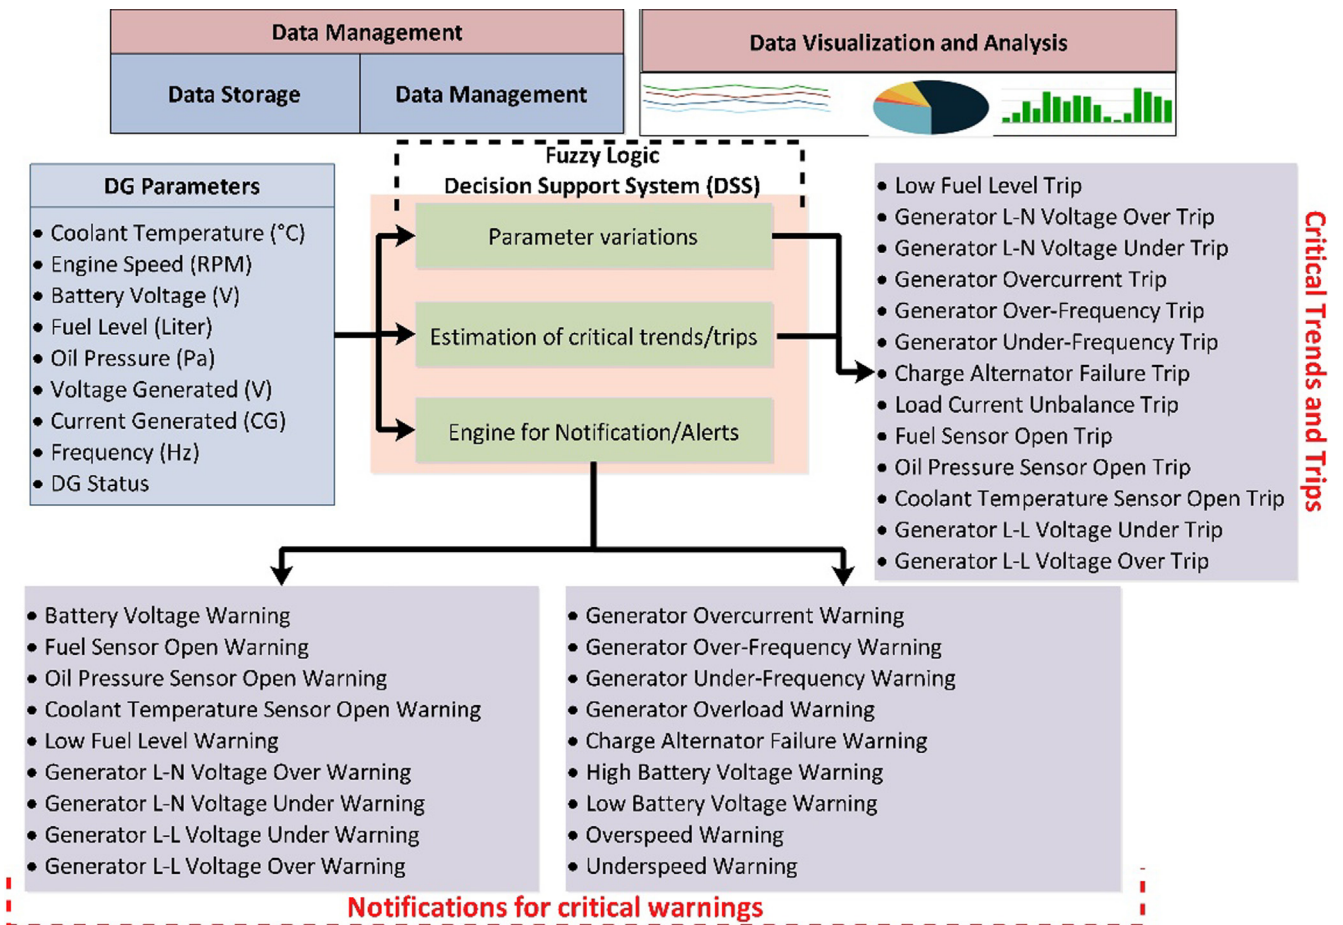 Data Management
Data Storage
Data Management
Data Visualization and Analysis
Fuzzy Logic
Decision Support System (DSS)
DG Parameters
• Coolant Temperature (°C)
• Engine Speed (RPM)
• Battery Voltage (V)
• Fuel Level (Liter)
• Oil Pressure (Pa)
• Voltage Generated (V)
• Current Generated (CG)
• Frequency (Hz)
• DG Status
Parameter variations
Estimation of critical trends/trips
Engine for Notification/Alerts
• Low Fuel Level Trip
• Generator L-N Voltage Over Trip
• Generator L-N Voltage Under Trip
• Generator Overcurrent Trip
• Generator Over-Frequency Trip
• Generator Under-Frequency Trip
• Charge Alternator Failure Trip
• Load Current Unbalance Trip
• Fuel Sensor Open Trip
• Oil Pressure Sensor Open Trip
• Coolant Temperature Sensor Open Trip
• Generator L-L Voltage Under Trip
• Generator L-L Voltage Over Trip
Critical Trends and Trips
• Battery Voltage Warning
• Fuel Sensor Open Warning
• Oil Pressure Sensor Open Warning
• Coolant Temperature Sensor Open Warning
• Low Fuel Level Warning
• Generator L-N Voltage Over Warning
• Generator L-N Voltage Under Warning
• Generator L-L Voltage Under Warning
• Generator L-L Voltage Over Warning
• Generator Overcurrent Warning
• Generator Over-Frequency Warning
• Generator Under-Frequency Warning
• Generator Overload Warning
• Charge Alternator Failure Warning
• High Battery Voltage Warning
• Low Battery Voltage Warning
• Overspeed Warning
• Underspeed Warning
Notifications for critical warnings